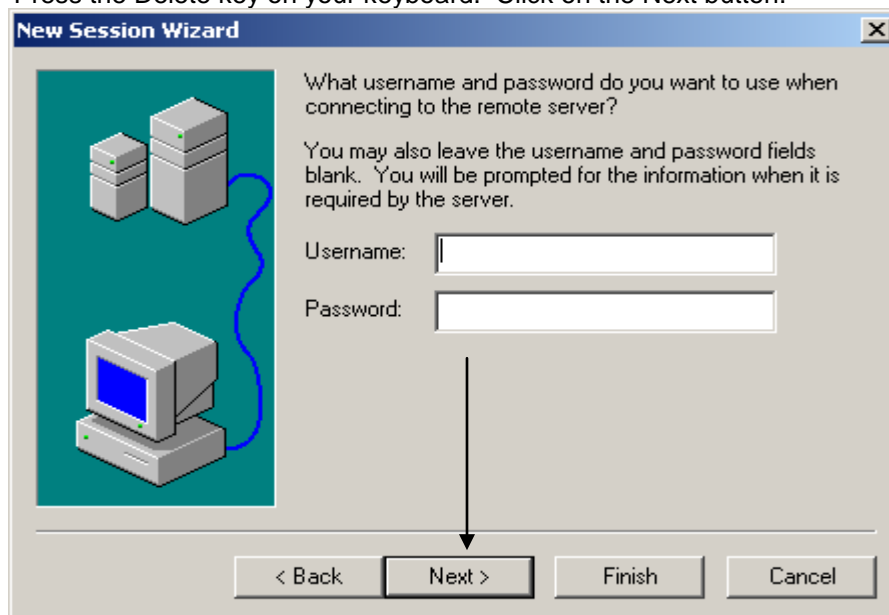 Press the Delete key on your keyboard. Click on the Next button.
New Session Wizard
What username and password do you want to use when
connecting to the remote server?
You may also leave the username and password fields
blank. You will be prompted for the information when it is
required by the server.
Username:
Password:
< Back Next > Finish Cancel